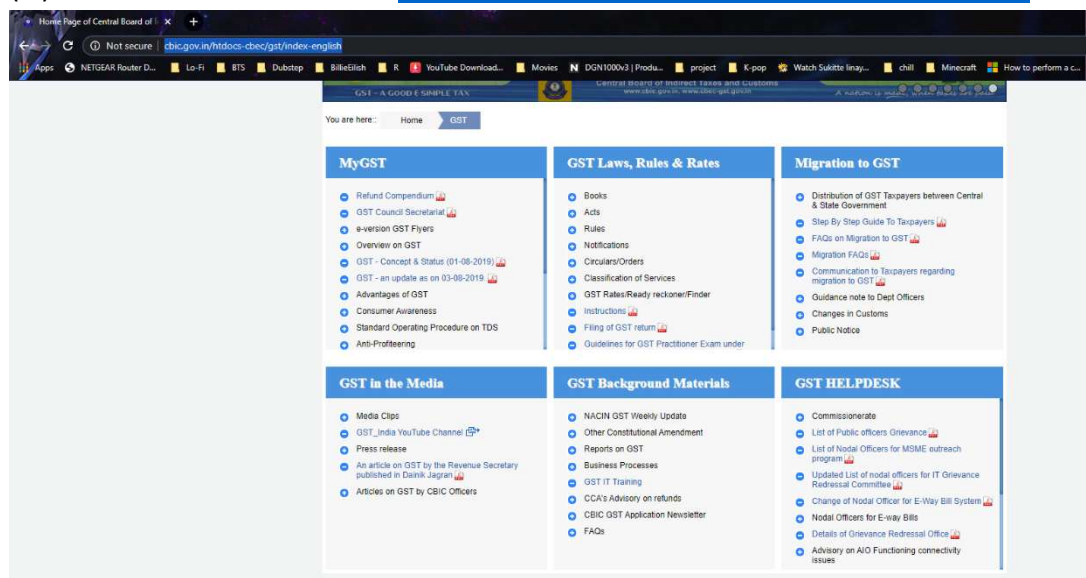 Home Page of Central Board of I
Not secure | cbic.gov.in/htdocs-cbec/gst/index-english
Apps NETGEAR Router D... Lo-Fi BTS Dubstep BillieEilish R YouTube Download... Movies DGN1000v3 | Produ... project K-pop Watch Sukitte Iinay... chill Minecraft How to perform a c...
GST - A GOOD & SIMPLE TAX
Central Board of Indirect Taxes and Customs
www.cbic.gov.in, www.cbec-gst.gov.in
You are here:: Home GST
MyGST
Refund Compendium
GST Council Secretariat
e-version GST Flyers
Overview on GST
GST - Concept & Status (01-08-2019)
GST - an update as on 03-08-2019
Advantages of GST
Consumer Awareness
Standard Operating Procedure on TDS
Anti-Profiteering
GST Laws, Rules & Rates
Books
Acts
Rules
Notifications
Circulars/Orders
Classification of Services
GST Rates/Ready reckoner/Finder
Instructions
Filing of GST return
Guidelines for GST Practitioner Exam under
Migration to GST
Distribution of GST Taxpayers between Central
& State Government
Step By Step Guide To Taxpayers
FAQs on Migration to GST
Migration FAQs
Communication to Taxpayers regarding
migration to GST
Guidance note to Dept Officers
Changes in Customs
Public Notice
GST in the Media
Media Clips
GST_India YouTube Channel
Press release
An article on GST by the Revenue Secretary
published in Dainik Jagran
Articles on GST by CBIC Officers
GST Background Materials
NACIN GST Weekly Update
Other Constitutional Amendment
Reports on GST
Business Processes
GST IT Training
CCA's Advisory on refunds
CBIC GST Application Newsletter
FAQs
GST HELPDESK
Commissionerate
List of Public officers Grievance
List of Nodal Officers for MSME outreach
program
Updated List of nodal officers for IT Grievance
Redressal Committee
Change of Nodal Officer for E-Way Bill System
Nodal Officers for E-way Bills
Details of Grievance Redressal Office
Advisory on AIO Functioning connectivity
issues